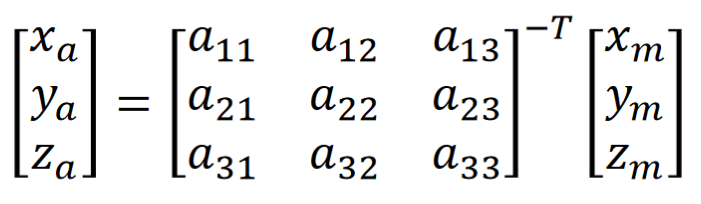 [x_a y_a z_a] = [a_11 a_12 a_13 a_21 a_22 a_23 a_31 a_32 a_33]^{-T} [x_m y_m z_m]